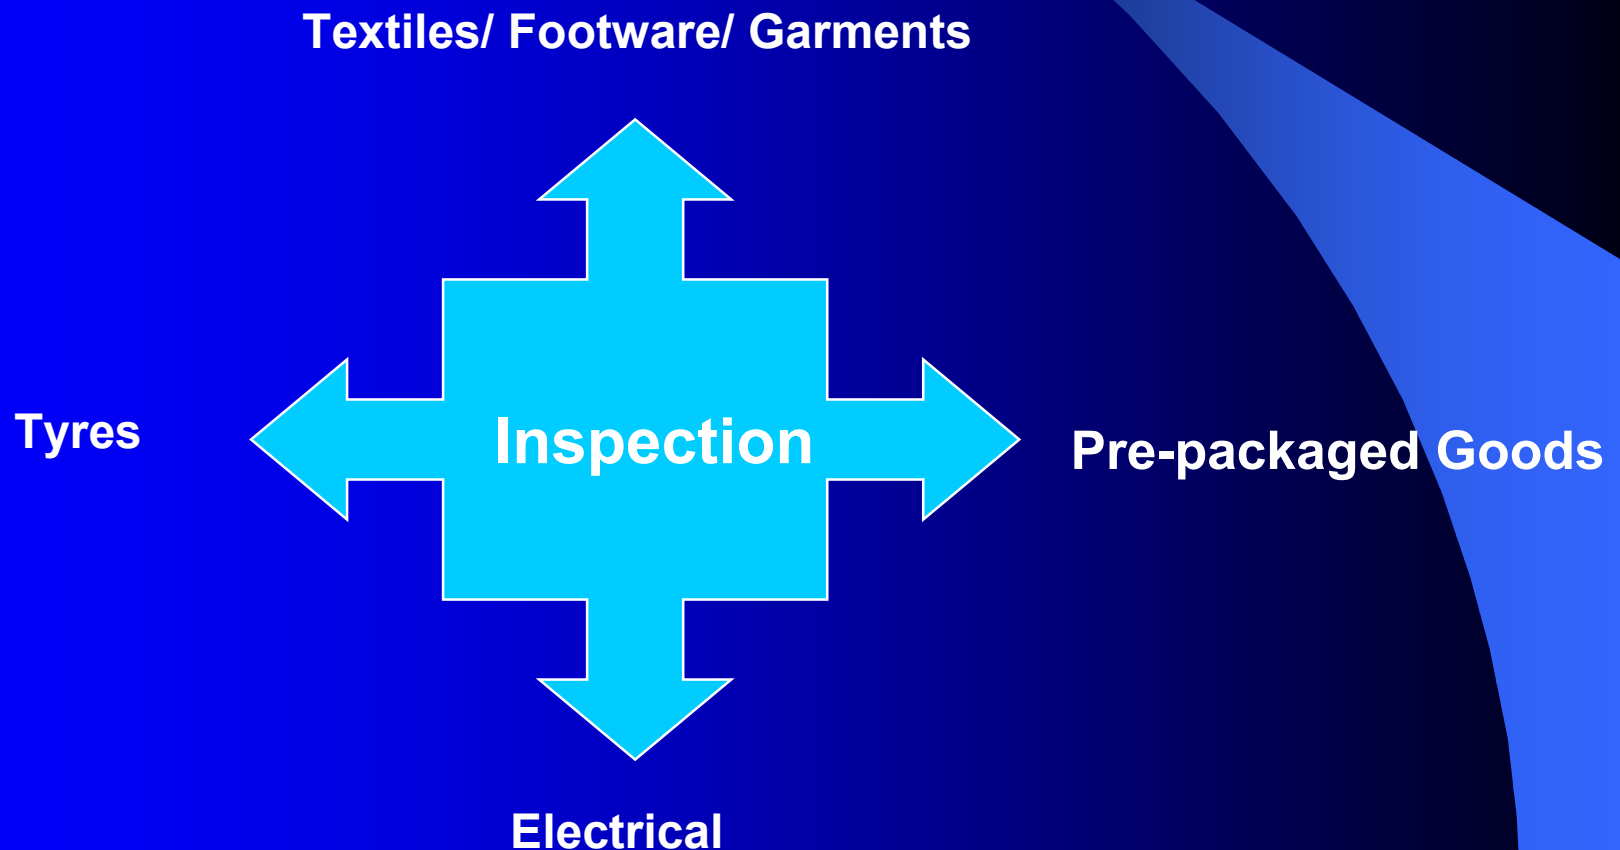 Textiles/ Footware/ Garments
Tyres
Inspection
Pre-packaged Goods
Electrical